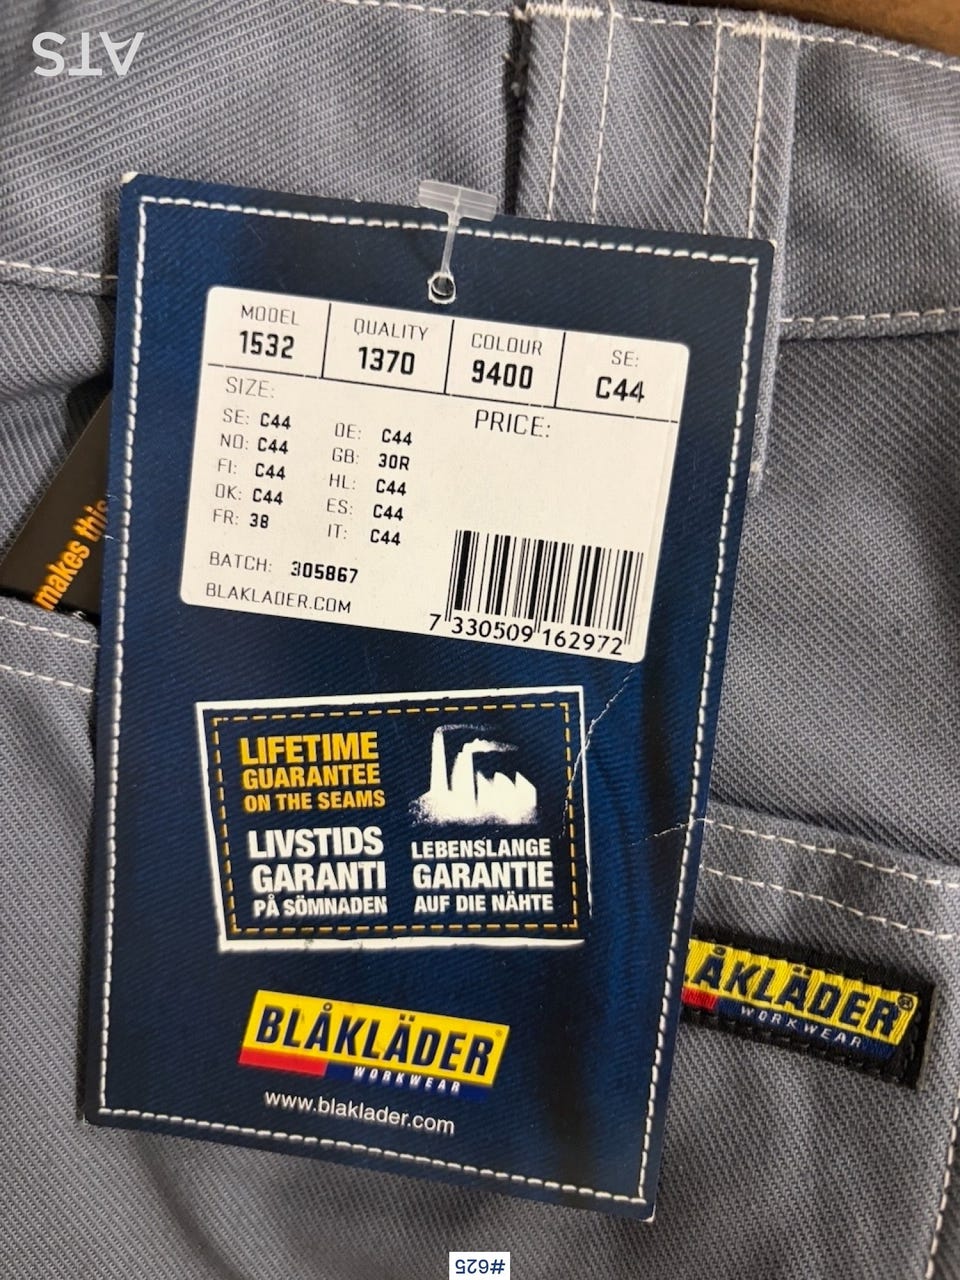 ATS
MODEL
1532
QUALITY
1370
COLOUR
9400
SE:
C44
SIZE:
SE: C44
NO: C44
FI: C44
DK: C44
FR: 38
DE: C44
GB: 30R
HL: C44
ES: C44
IT: C44
PRICE:
BATCH: 305867
BLAKLADER.COM
7 330509 162972
makes this
LIFETIME
GUARANTEE
ON THE SEAMS
LIVSTIDS
GARANTI
PÅ SÖMNADEN
LEBENSLANGE
GARANTIE
AUF DIE NÄHTE
BLÅKLÄDER®
WORKWEAR
www.blaklader.com
LÅKLÄDER®
WORKWEAR
#625